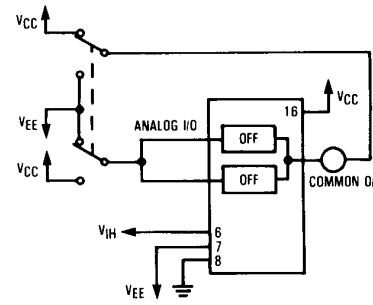 VCC
VCC
16
VEE
ANALOG I/O
OFF
VCC
OFF
COMMON O
VIH
6
7
8
VEE